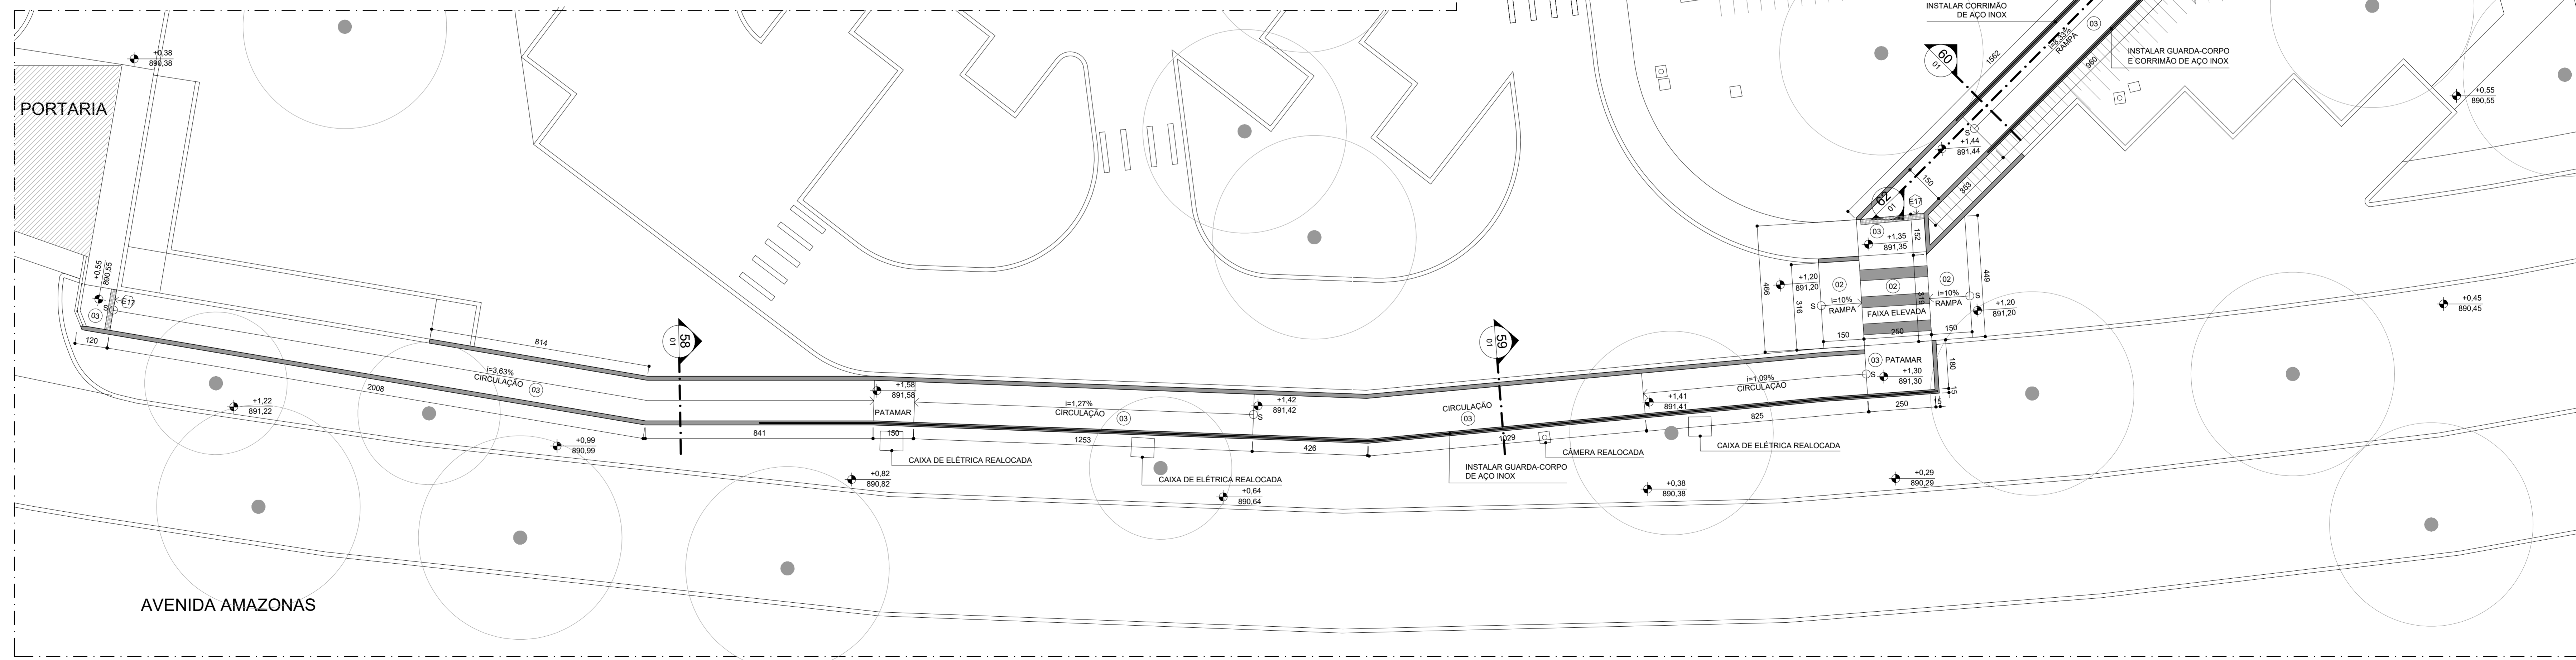 INSTALAR CORRIMÃO
DE AÇO INOX
03
i=8,33%
RAMPA
1562
960
INSTALAR GUARDA-CORPO
E CORRIMÃO DE AÇO INOX
60
01
+0,38
890,38
PORTARIA
+0,55
890,55
S
+1,44
891,44
150
353
62
01
E17
03
+1,35
891,35
152
449
+1,20
891,20
02
02
02
466
316
319
i=10%
RAMPA
S
i=10%
RAMPA
S
FAIXA ELEVADA
+1,20
891,20
150
250
150
+0,45
890,45
+0,55
890,55
E17
S
03
120
814
58
01
59
01
i=3,63%
CIRCULAÇÃO
03
2008
+1,22
891,22
+0,99
890,99
+1,58
891,58
PATAMAR
i=1,27%
CIRCULAÇÃO
03
+1,42
891,42
S
841
150
1253
426
CAIXA DE ELÉTRICA REALOCADA
CAIXA DE ELÉTRICA REALOCADA
+0,82
890,82
+0,64
890,64
CIRCULAÇÃO
03
1029
INSTALAR GUARDA-CORPO
DE AÇO INOX
CÂMERA REALOCADA
+1,41
891,41
i=1,09%
CIRCULAÇÃO
S
825
CAIXA DE ELÉTRICA REALOCADA
03
PATAMAR
+1,30
891,30
180
15
15
250
+0,38
890,38
+0,29
890,29
AVENIDA AMAZONAS